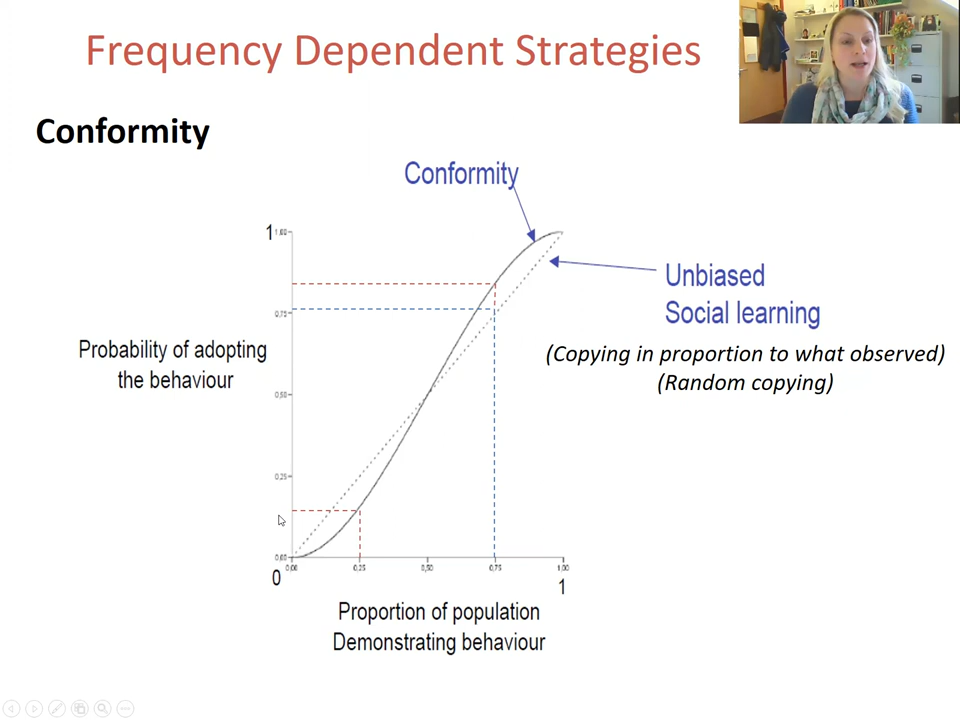 Frequency Dependent Strategies
Conformity
Conformity
1
1,00
Unbiased
Social learning
0,75
(Copying in proportion to what observed)
(Random copying)
Probability of adopting
the behaviour
0,50
0,25
0,00
0
0,00
0,25
0,50
0,75
1,00
1
Proportion of population
Demonstrating behaviour